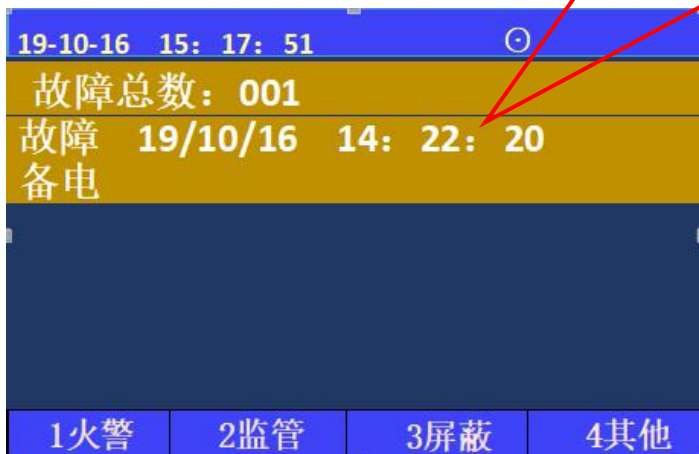 19-10-16 15：17：51
故障总数：001
故障 19/10/16 14：22：20
备电
1火警 2监管 3屏蔽 4其他